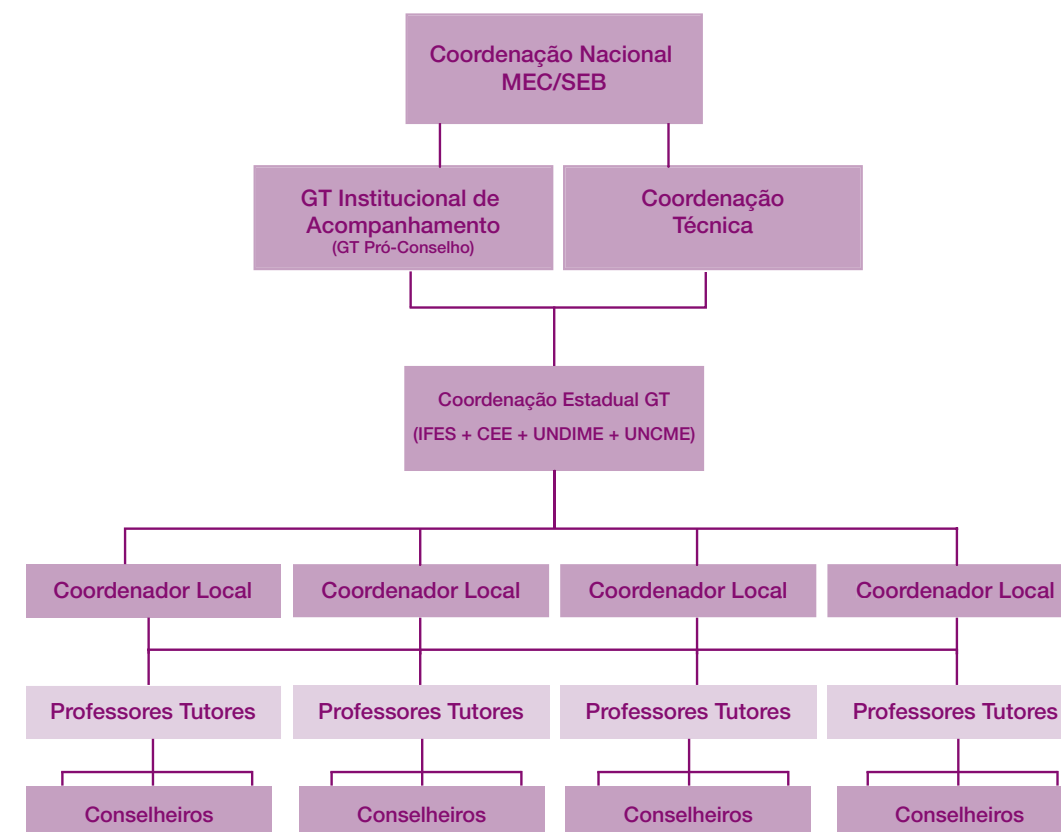 Coordenação Nacional
MEC/SEB
GT Institucional de
Acompanhamento
(GT Pró-Conselho)
Coordenação
Técnica
Coordenação Estadual GT
(IFES + CEE + UNDIME + UNCME)
Coordenador Local
Coordenador Local
Coordenador Local
Coordenador Local
Professores Tutores
Professores Tutores
Professores Tutores
Professores Tutores
Conselheiros
Conselheiros
Conselheiros
Conselheiros